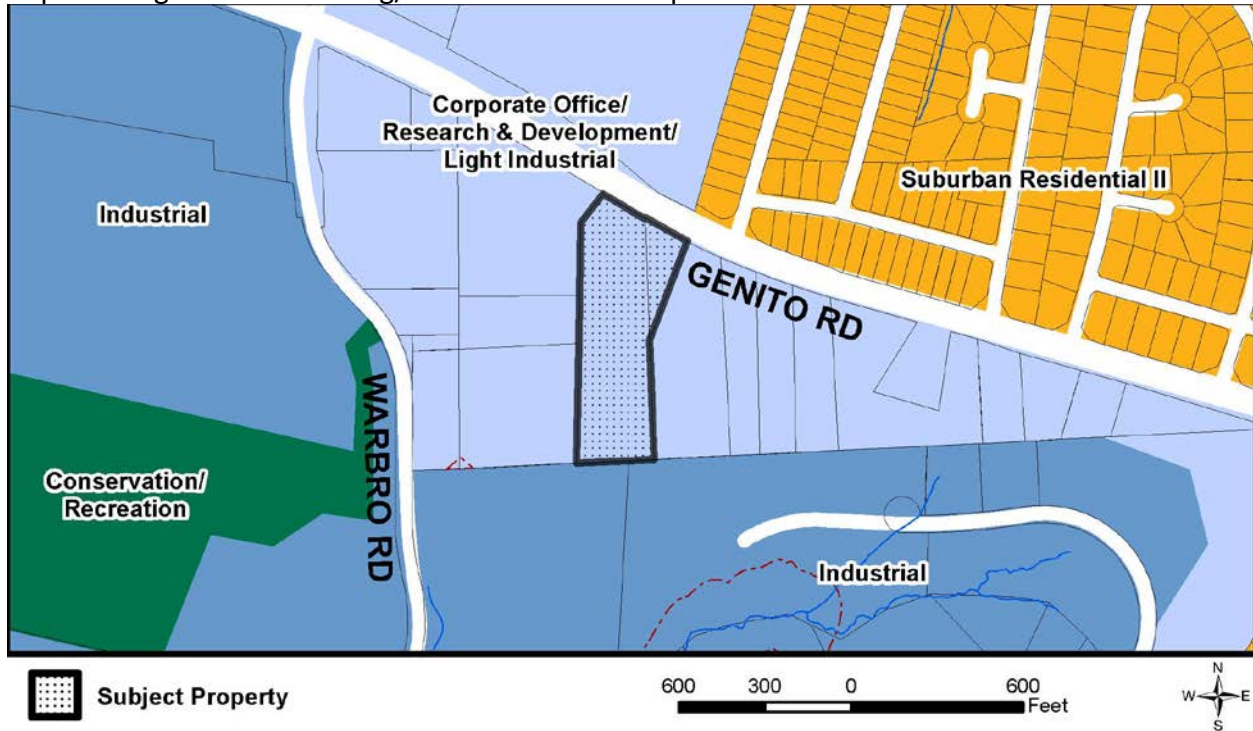 Corporate Office/
Research & Development/
Light Industrial
Suburban Residential II
Industrial
GENITO RD
WARBRO RD
Conservation/
Recreation
Industrial
Subject Property
600 300 0 600
Feet
N
W E
S